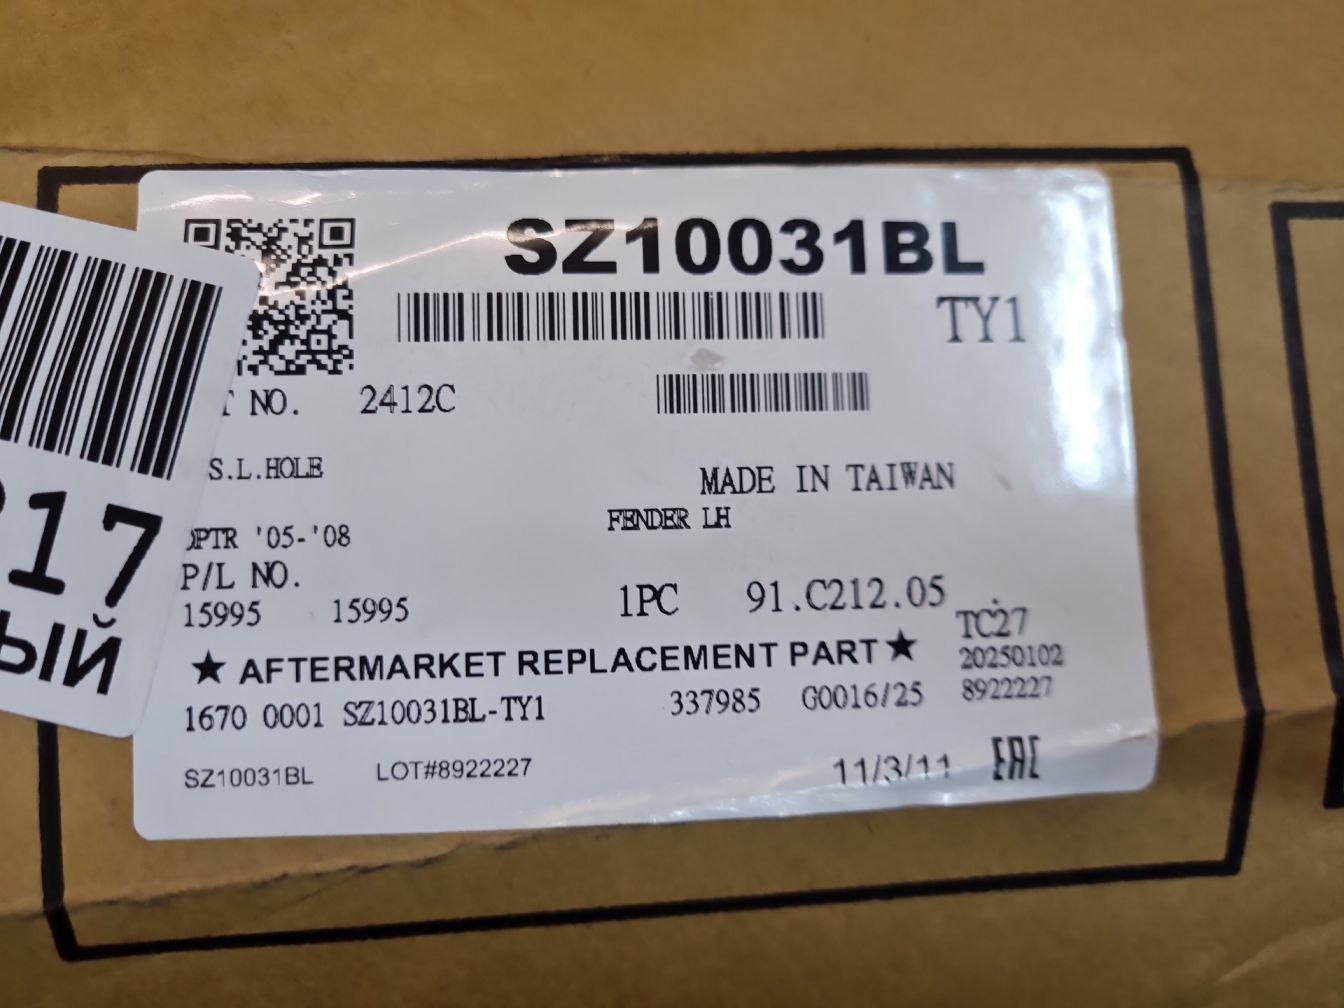 SZ10031BL
TY1
T NO. 2412C
S.L.HOLE
MADE IN TAIWAN
FENDER LH
PTR '05-'08
P/L NO.
15995 15995
1PC 91.C212.05
TC27
★ AFTERMARKET REPLACEMENT PART ★
20250102
1670 0001 SZ10031BL-TY1 337985 G0016/25 8922227
SZ10031BL LOT#8922227 11/3/11 EAC
17
ЫЙ